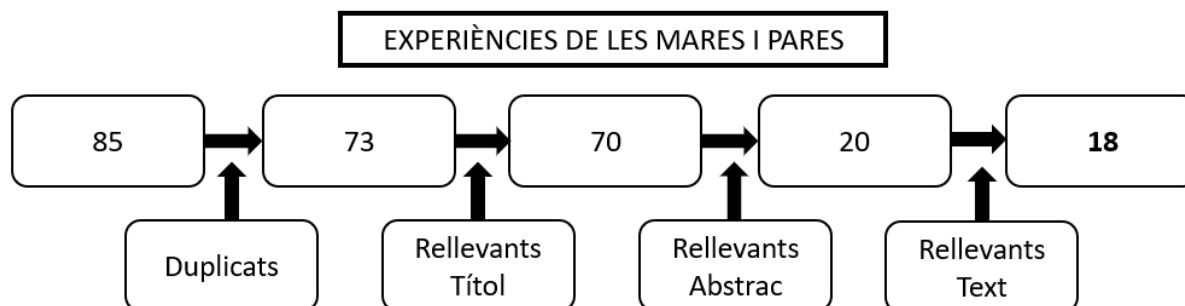 EXPERIÈNCIES DE LES MARES I PARES
85
73
70
20
18
Duplicats
Rellevants
Títol
Rellevants
Abstrac
Rellevants
Text